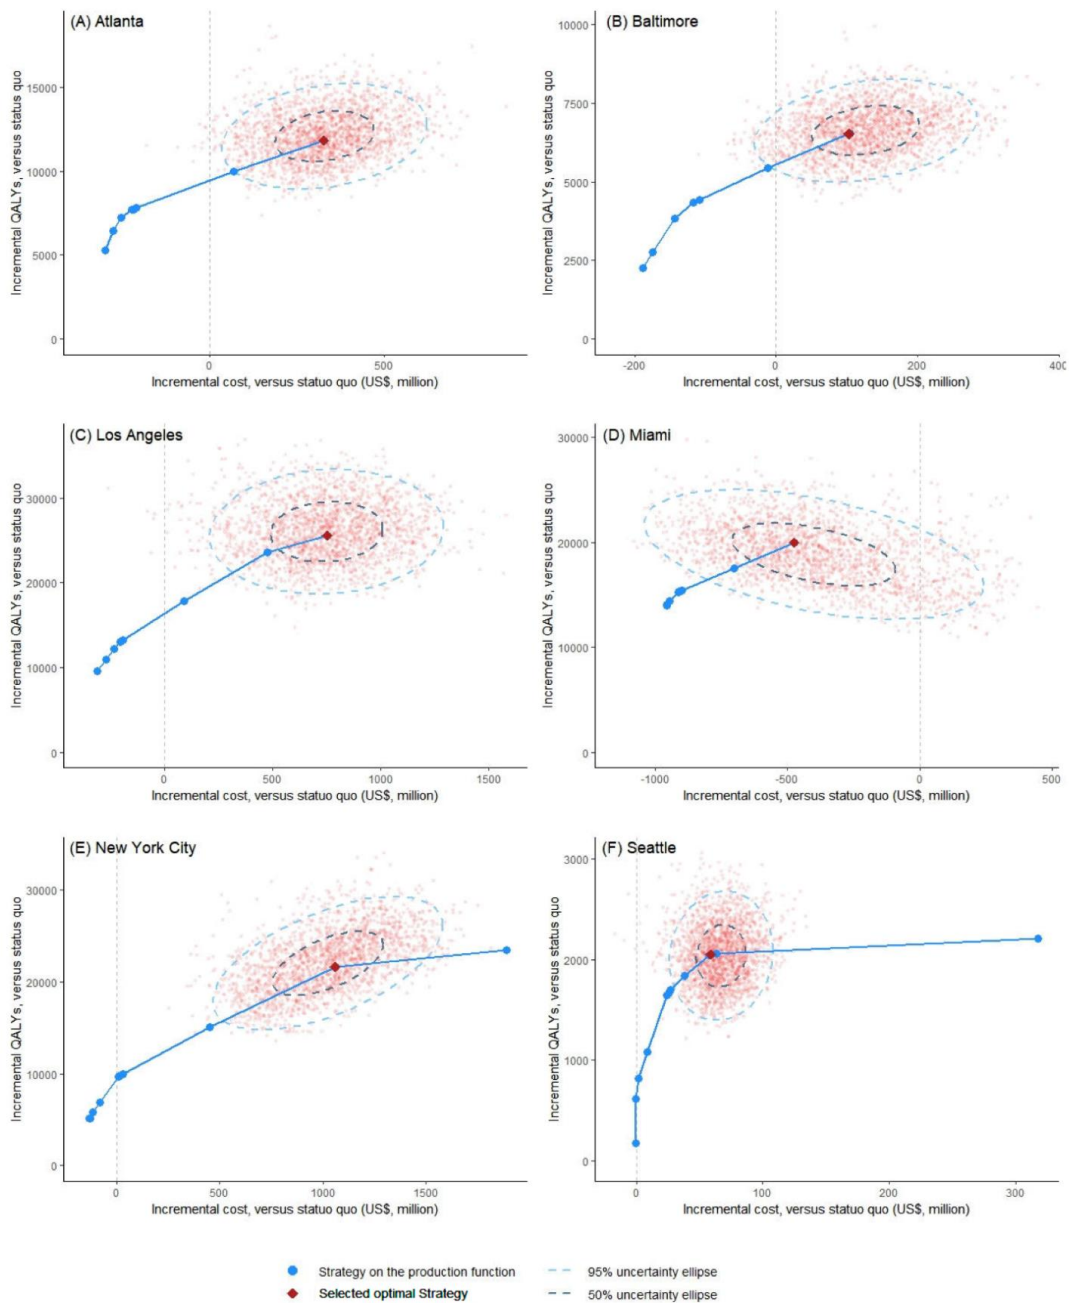 (A) Atlanta
Incremental QALYs, versus status quo
15000
10000
5000
0
0
500
Incremental cost, versus statuo quo (US$, million)
(B) Baltimore
Incremental QALYs, versus status quo
10000
7500
5000
2500
0
-200
0
200
400
Incremental cost, versus statuo quo (US$, million)
(C) Los Angeles
Incremental QALYs, versus status quo
30000
20000
10000
0
0
500
1000
1500
Incremental cost, versus statuo quo (US$, million)
(D) Miami
Incremental QALYs, versus status quo
30000
20000
10000
0
-1000
-500
0
500
Incremental cost, versus statuo quo (US$, million)
(E) New York City
Incremental QALYs, versus status quo
30000
20000
10000
0
0
500
1000
1500
Incremental cost, versus statuo quo (US$, million)
(F) Seattle
Incremental QALYs, versus status quo
3000
2000
1000
0
0
100
200
300
Incremental cost, versus statuo quo (US$, million)
Strategy on the production function
95% uncertainty ellipse
Selected optimal Strategy
50% uncertainty ellipse